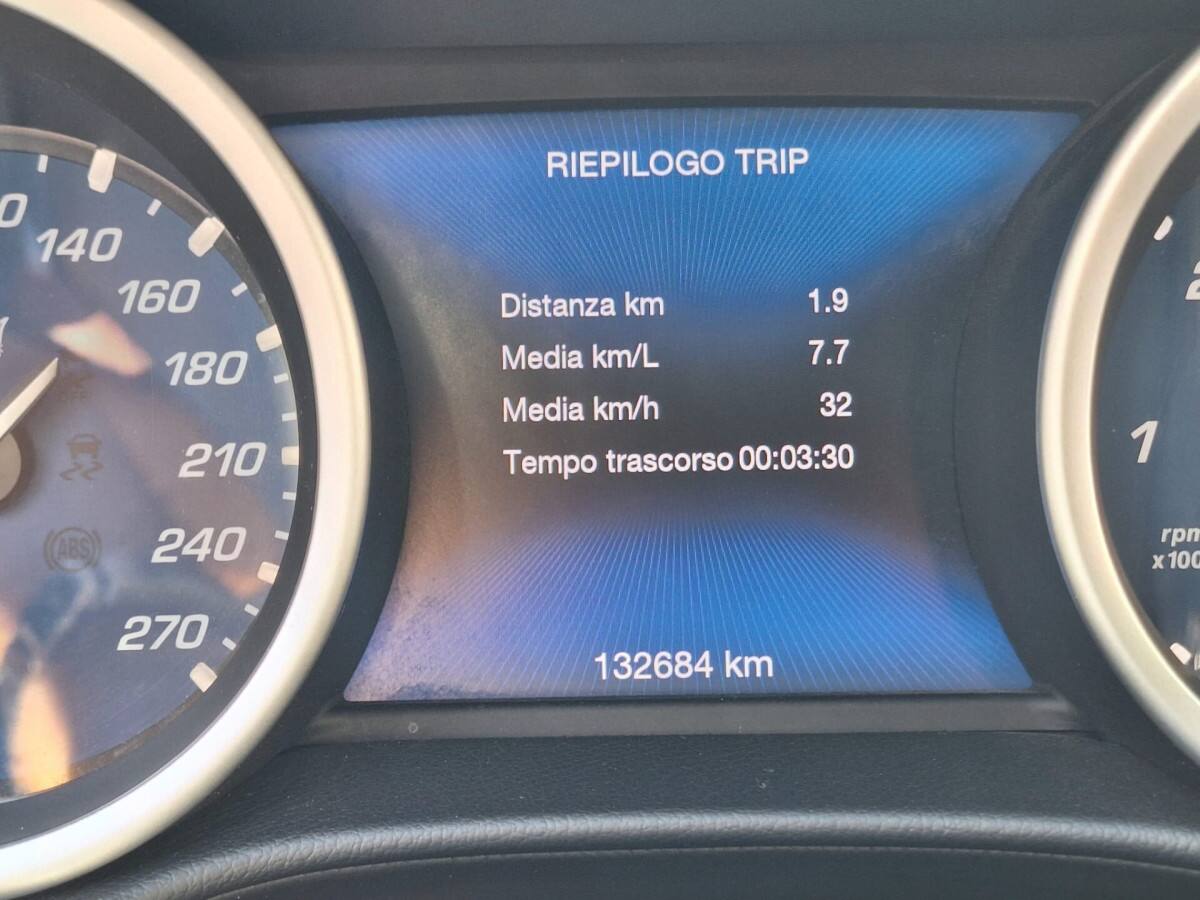 RIEPILOGO TRIP
Distanza km 1.9
Media km/L 7.7
Media km/h 32
Tempo trascorso 00:03:30
132684 km
140
160
180
210
240
270
ABS
1
rpm